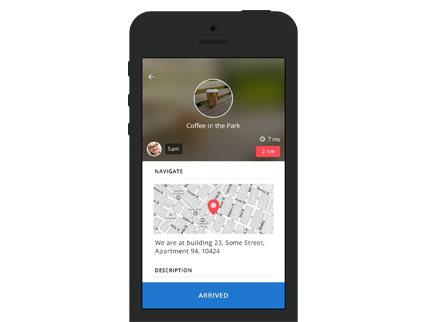 Coffee in the Park
7 ms
Sam
2 km
NAVIGATE
We are at building 23, Some Street,
Apartment 94, 10424
DESCRIPTION
ARRIVED